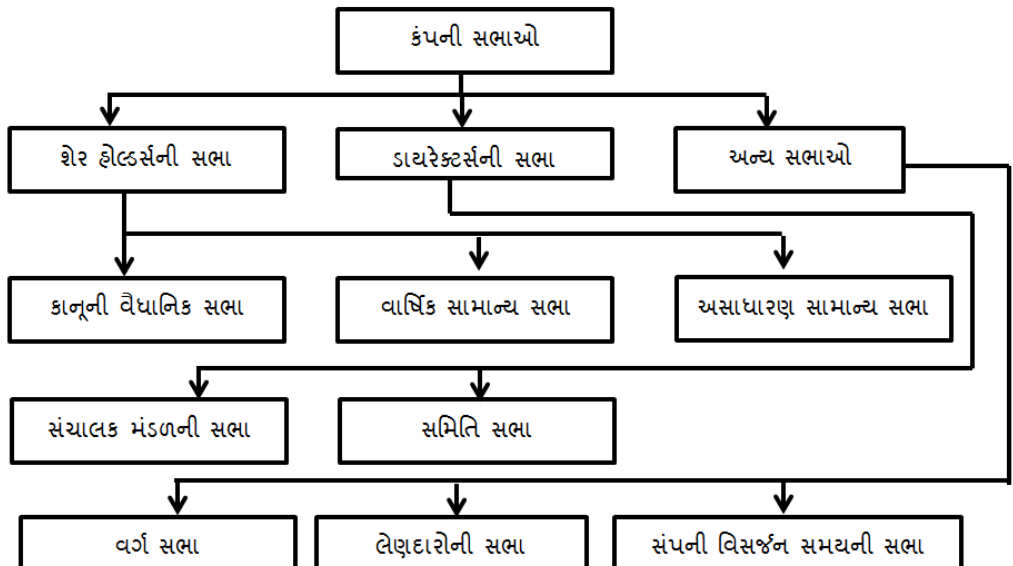 કંપની સભાઓ
શેર હોલ્ડર્સની સભા
ડાયરેક્ટર્સની સભા
અન્ય સભાઓ
કાનૂની વૈધાનિક સભા
વાર્ષિક સામાન્ય સભા
અસાધારણ સામાન્ય સભા
સંચાલક મંડળની સભા
સમિતિ સભા
વર્ગ સભા
લેણદારોની સભા
સંપની વિસર્જન સમયની સભા